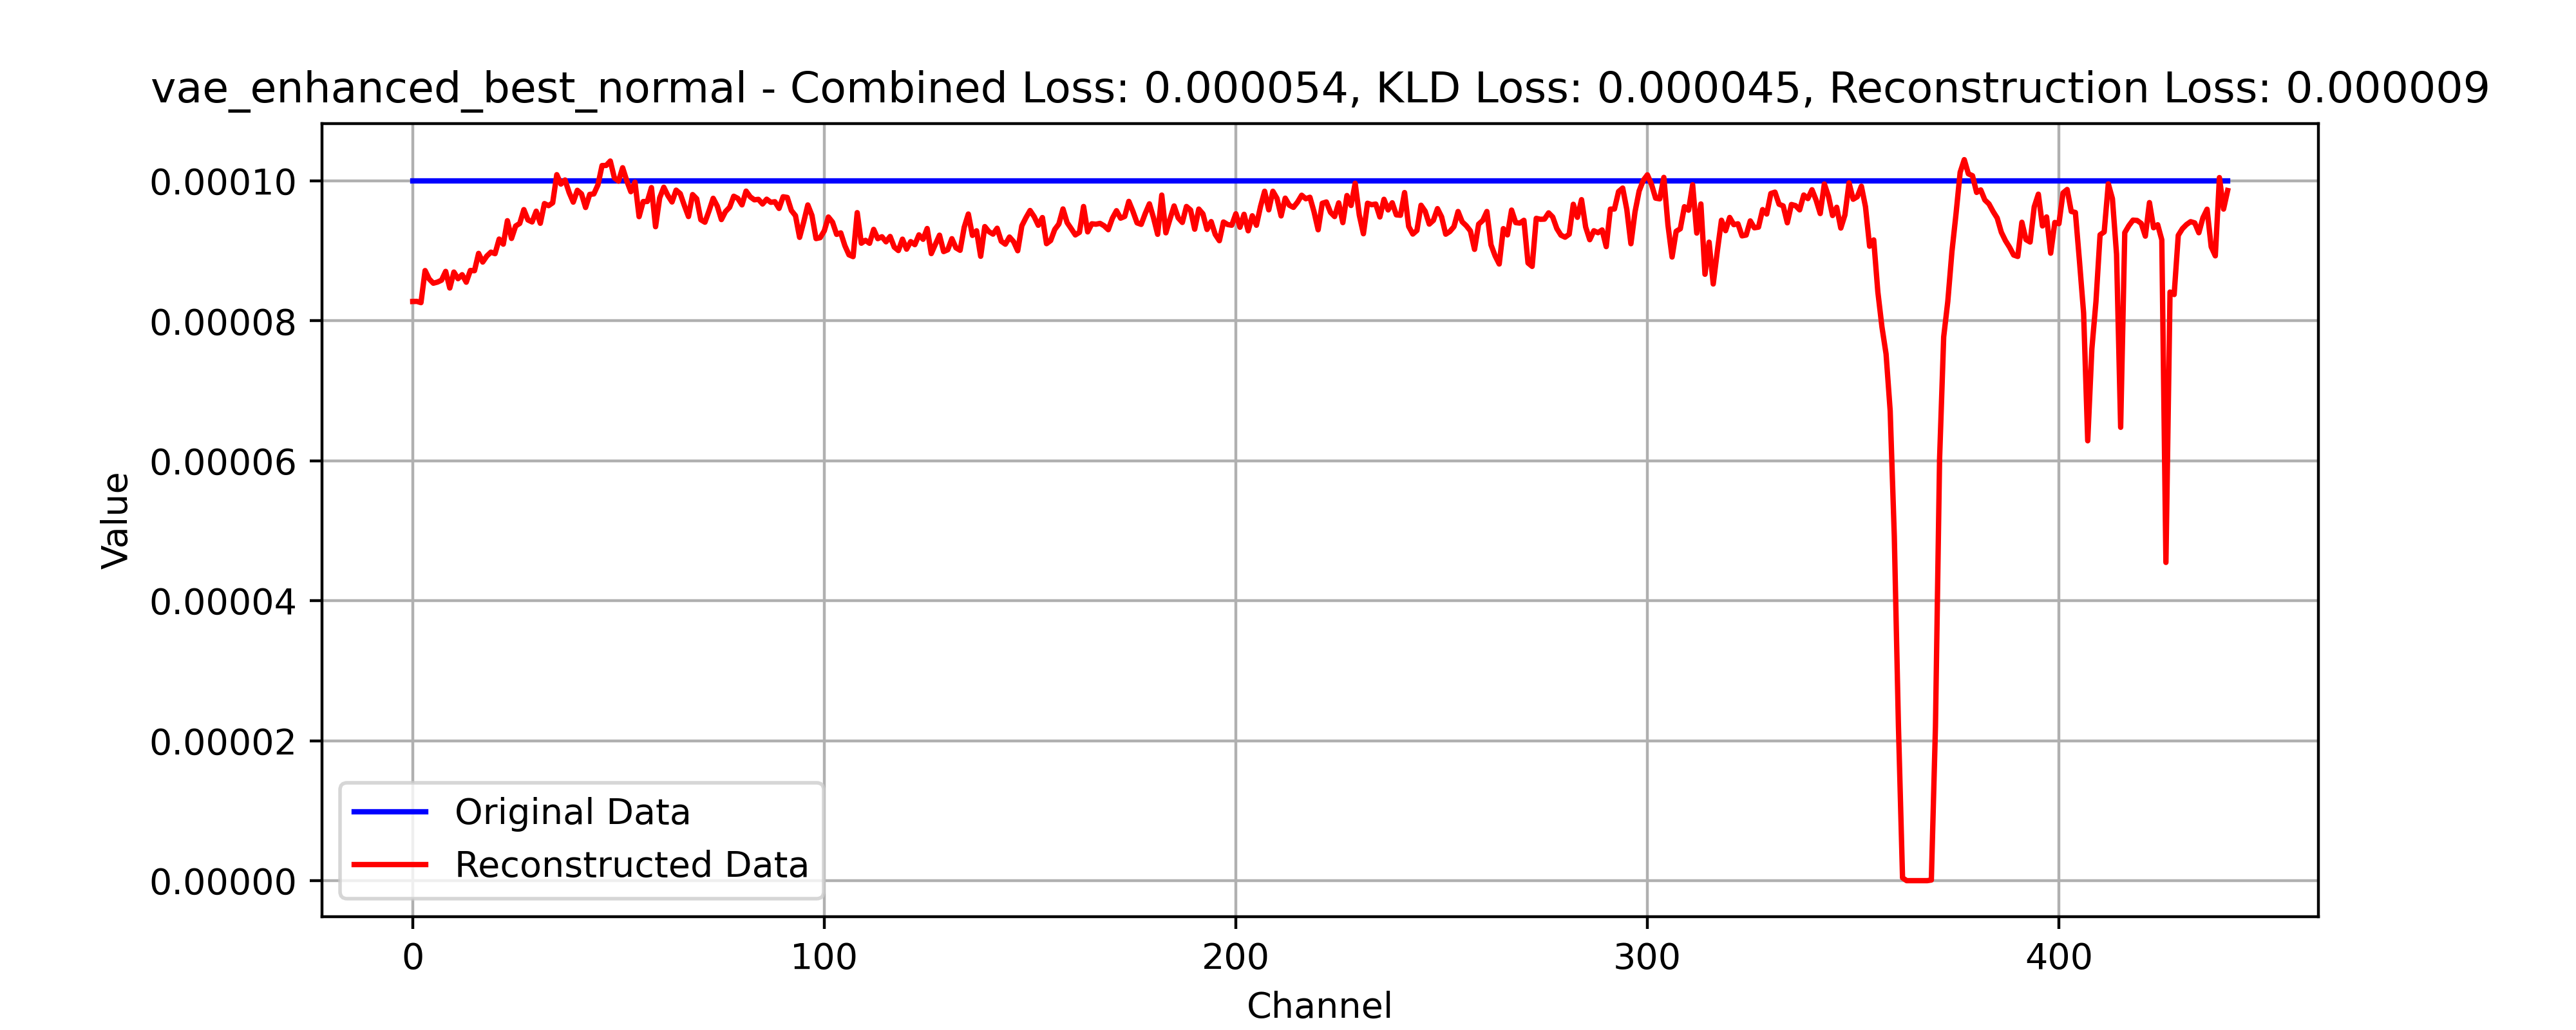 vae_enhanced_best_normal - Combined Loss: 0.000054, KLD Loss: 0.000045, Reconstruction Loss: 0.000009
0.00010
0.00008
0.00006
0.00004
0.00002
0.00000
Value
Original Data
Reconstructed Data
0 100 200 300 400
Channel